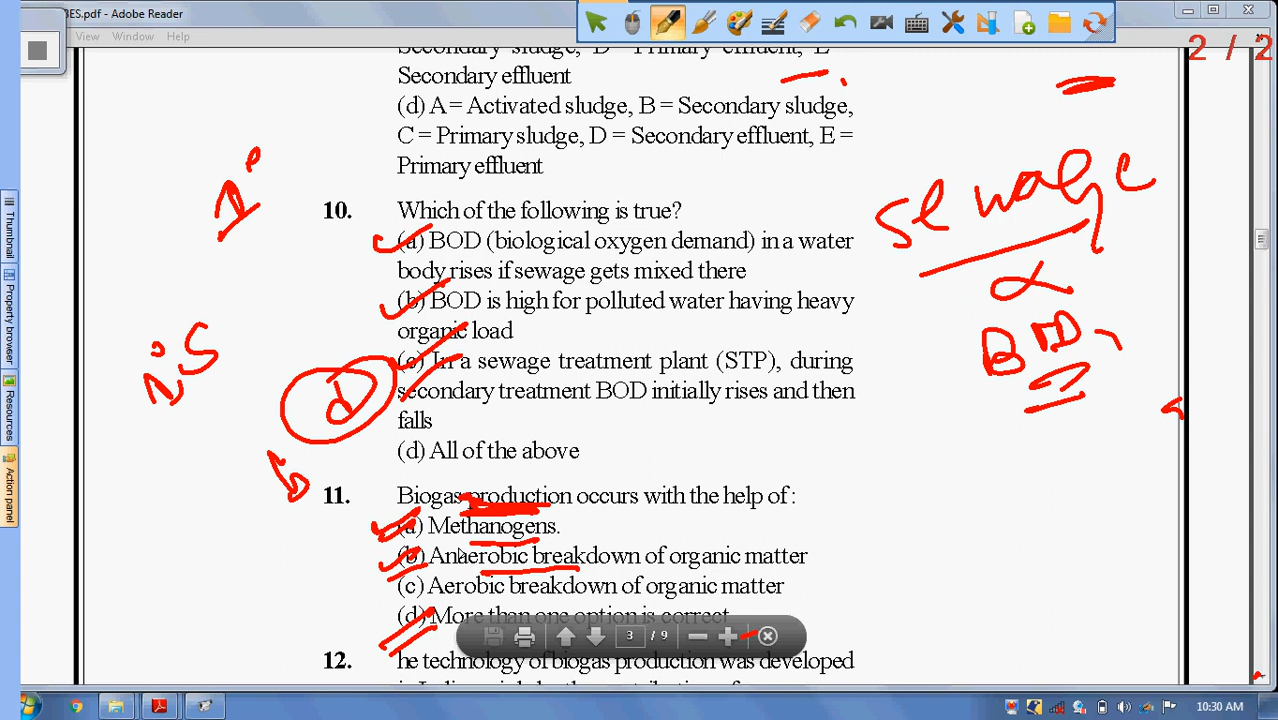 BES.pdf - Adobe Reader
View Window Help
2 / 2
Secondary sludge, D = Primary effluent, E =
Secondary effluent
(d) A = Activated sludge, B = Secondary sludge,
C = Primary sludge, D = Secondary effluent, E =
Primary effluent
10. Which of the following is true?
(a) BOD (biological oxygen demand) in a water
body rises if sewage gets mixed there
(b) BOD is high for polluted water having heavy
organic load
(c) In a sewage treatment plant (STP), during
secondary treatment BOD initially rises and then
falls
(d) All of the above
11. Biogas production occurs with the help of :
(a) Methanogens.
(b) Anaerobic breakdown of organic matter
(c) Aerobic breakdown of organic matter
(d) More than one option is correct
12. he technology of biogas production was developed
sewage
α
BOD
is
d
Thumbnail
Property browser
Resources
Action panel
3 / 9
10:30 AM